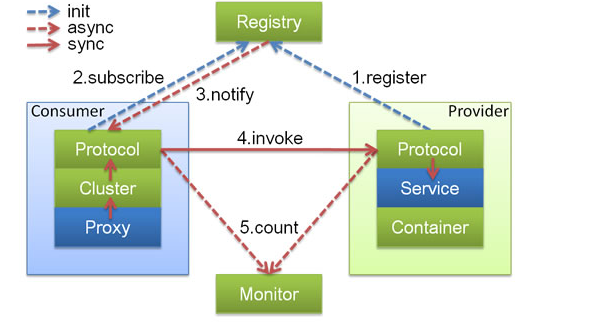 init
async
sync
Registry
2.subscribe
1.register
3.notify
Consumer
Provider
Protocol
4.invoke
Protocol
Cluster
Service
Proxy
5.count
Container
Monitor